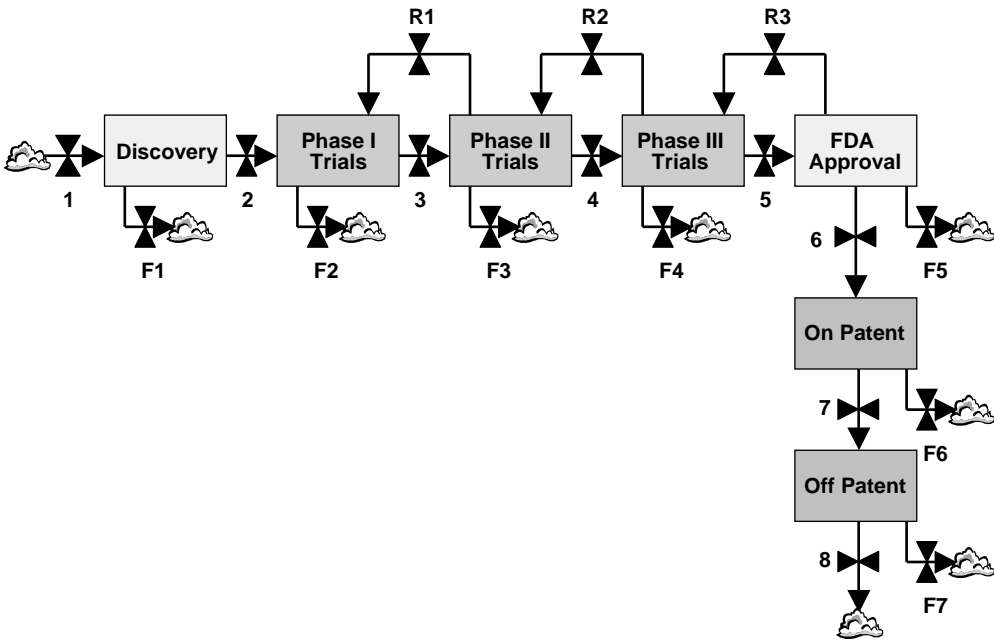 R1
R2
R3
Discovery
Phase I
Trials
Phase II
Trials
Phase III
Trials
FDA
Approval
1
2
3
4
5
F1
F2
F3
F4
6
F5
On Patent
7
F6
Off Patent
8
F7